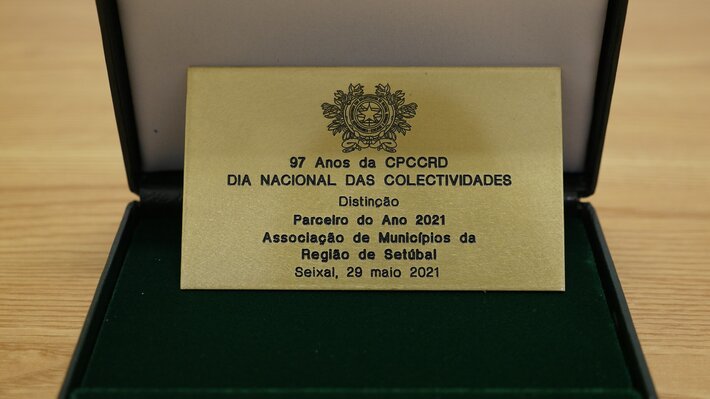 97 Anos da CPCCRD
DIA NACIONAL DAS COLECTIVIDADES
Distinção
Parceiro do Ano 2021
Associação de Municípios da
Região de Setúbal
Seixal, 29 maio 2021